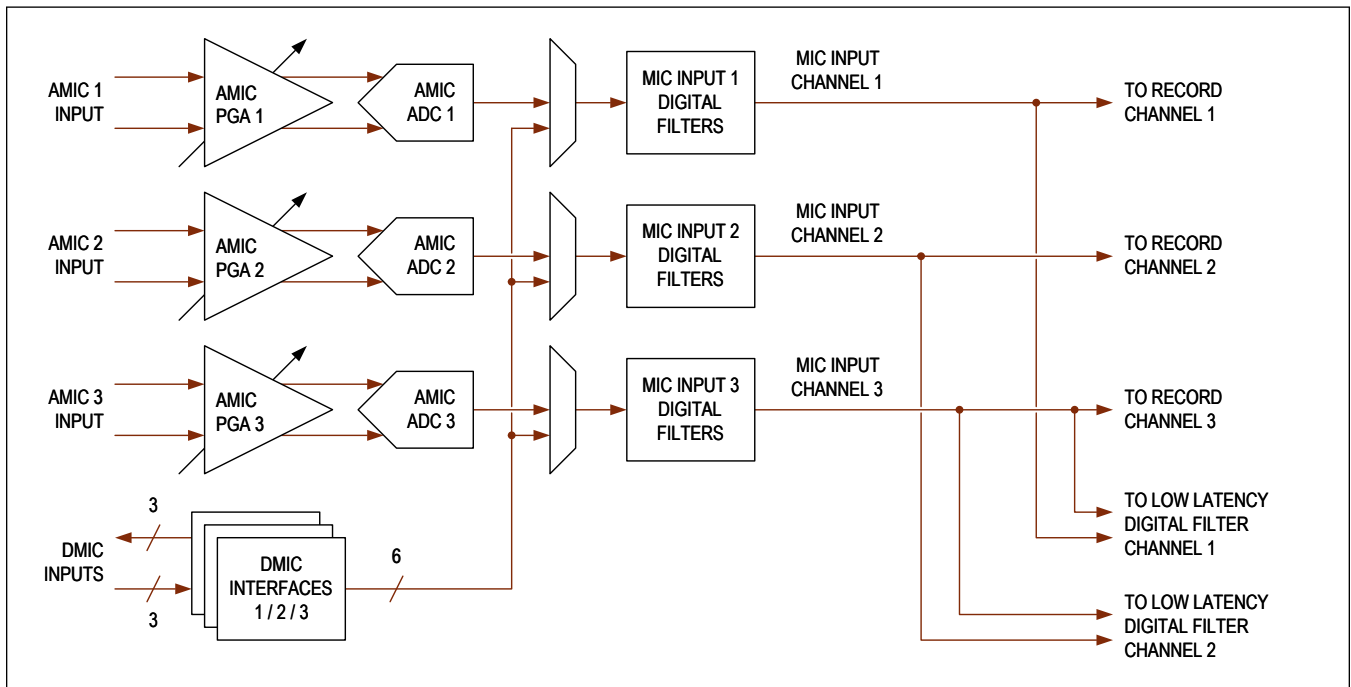 AMIC 1
INPUT
AMIC
PGA 1
AMIC
ADC 1
MIC INPUT 1
DIGITAL
FILTERS
MIC INPUT
CHANNEL 1
TO RECORD
CHANNEL 1
AMIC 2
INPUT
AMIC
PGA 2
AMIC
ADC 2
MIC INPUT 2
DIGITAL
FILTERS
MIC INPUT
CHANNEL 2
TO RECORD
CHANNEL 2
AMIC 3
INPUT
AMIC
PGA 3
AMIC
ADC 3
MIC INPUT 3
DIGITAL
FILTERS
MIC INPUT
CHANNEL 3
TO RECORD
CHANNEL 3
DMIC
INPUTS
3
3
DMIC
INTERFACES
1 / 2 / 3
6
TO LOW LATENCY
DIGITAL FILTER
CHANNEL 1
TO LOW LATENCY
DIGITAL FILTER
CHANNEL 2